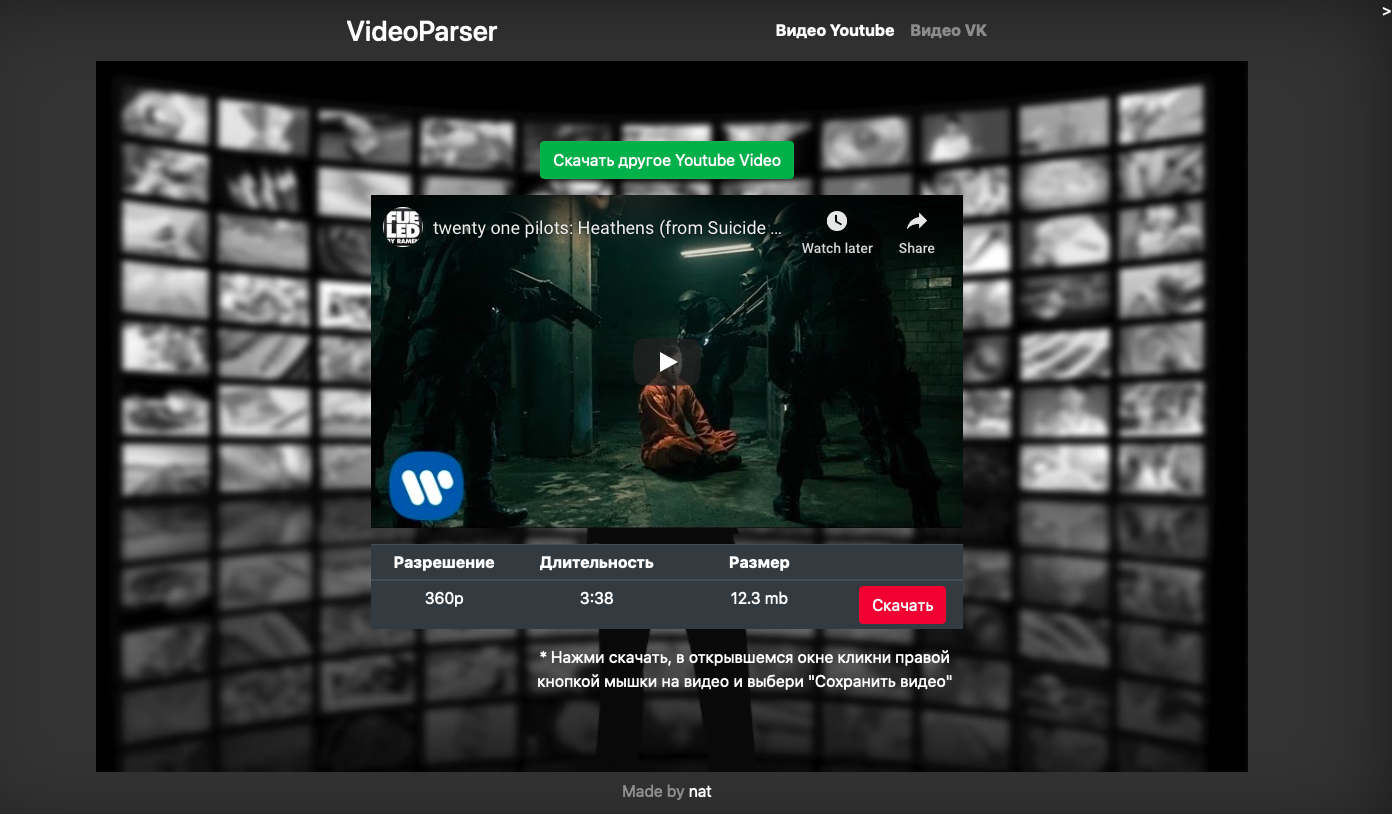 >
VideoParser
Видео Youtube
Видео VK
Скачать другое Youtube Video
FUE
LED
BY RAMEN
twenty one pilots: Heathens (from Suicide ...
Watch later
Share
Разрешение Длительность Размер
360p 3:38 12.3 mb Скачать
* Нажми скачать, в открывшемся окне кликни правой
кнопкой мышки на видео и выбери "Сохранить видео"
Made by nat